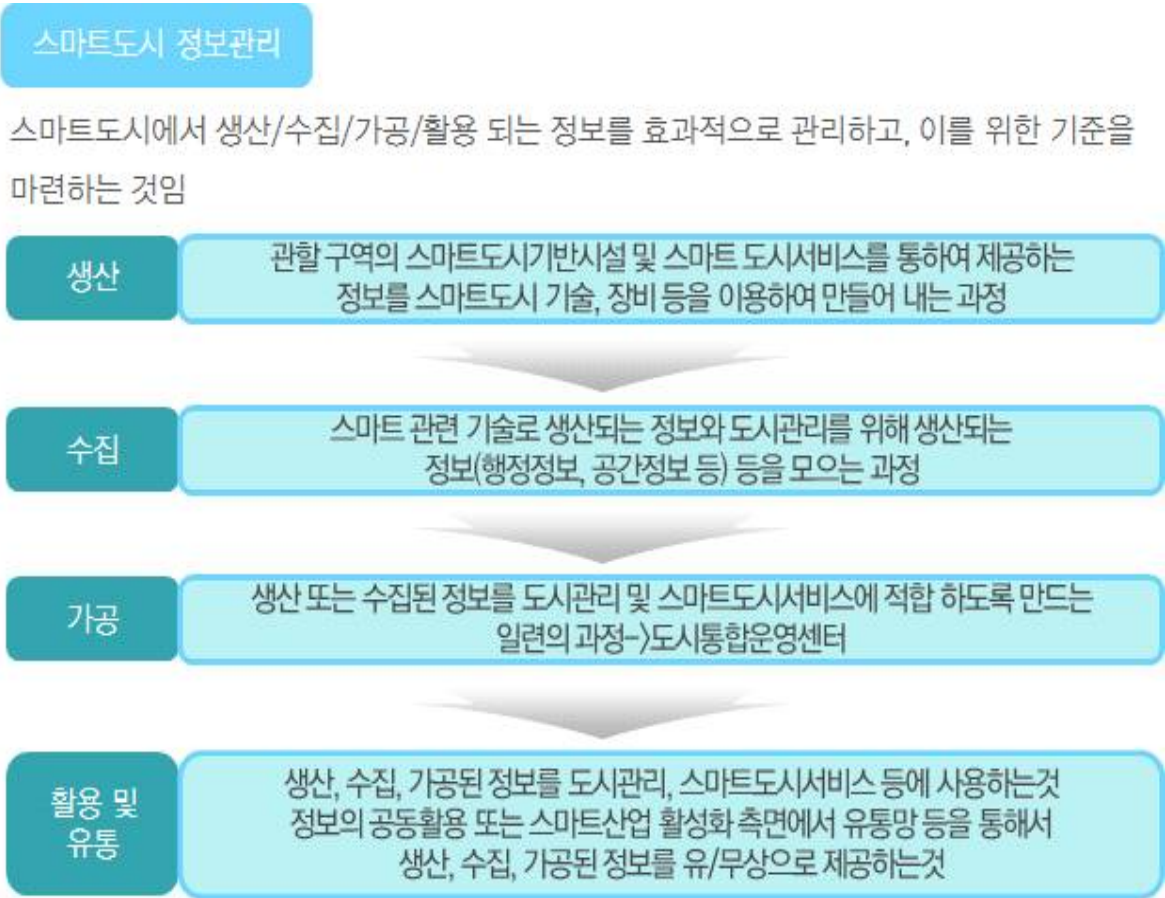 스마트도시 정보관리
스마트도시에서 생산/수집/가공/활용 되는 정보를 효과적으로 관리하고, 이를 위한 기준을
마련하는 것임
생산
관할 구역의 스마트도시기반시설 및 스마트 도시서비스를 통하여 제공하는
정보를 스마트도시 기술, 장비 등을 이용하여 만들어 내는 과정
수집
스마트 관련 기술로 생산되는 정보와 도시관리를 위해 생산되는
정보(행정정보, 공간정보 등) 등을 모으는 과정
가공
생산 또는 수집된 정보를 도시관리 및 스마트도시서비스에 적합 하도록 만드는
일련의 과정->도시통합운영센터
활용 및
유통
생산, 수집, 가공된 정보를 도시관리, 스마트도시서비스 등에 사용하는것
정보의 공동활용 또는 스마트산업 활성화 측면에서 유통망 등을 통해서
생산, 수집, 가공된 정보를 유/무상으로 제공하는것